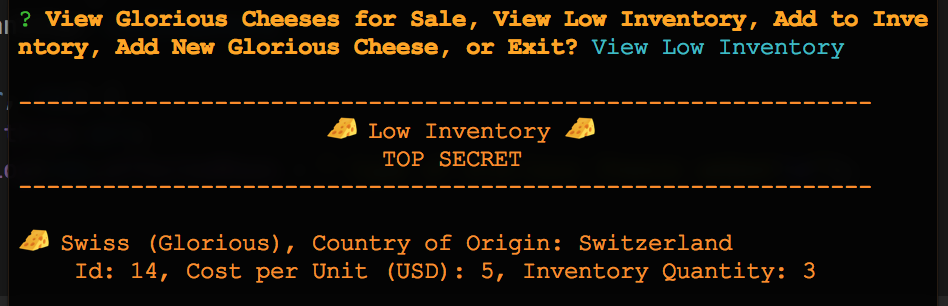 ? View Glorious Cheeses for Sale, View Low Inventory, Add to Inve
ntory, Add New Glorious Cheese, or Exit? View Low Inventory
-------------------------------------------------------------
🧀 Low Inventory 🧀
TOP SECRET
-------------------------------------------------------------
🧀 Swiss (Glorious), Country of Origin: Switzerland
Id: 14, Cost per Unit (USD): 5, Inventory Quantity: 3